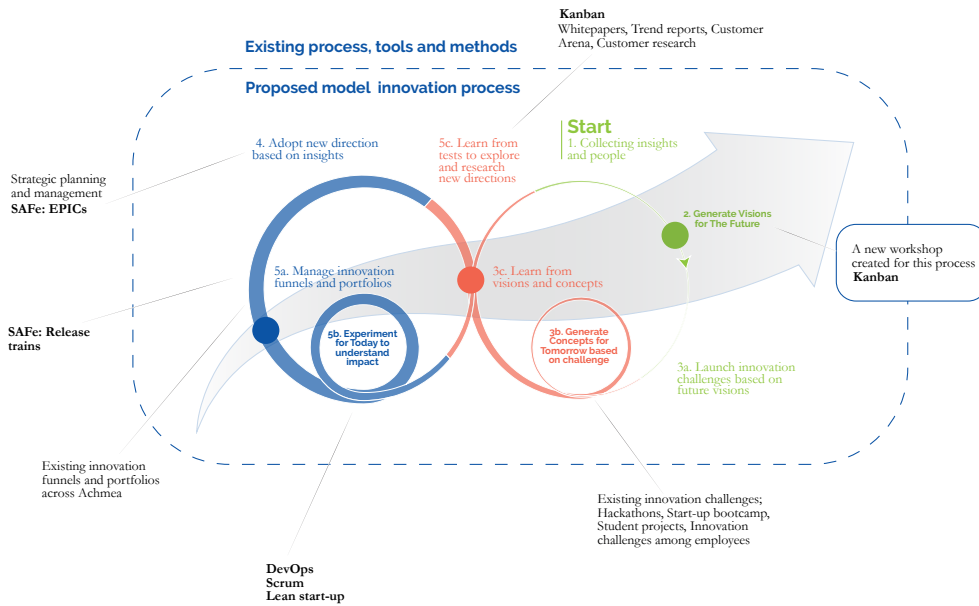 Kanban
Whitepapers, Trend reports, Customer
Arena, Customer research
Existing process, tools and methods
Proposed model  innovation process
Start
1. Collecting insights
and people
4. Adopt new direction
based on insights
5c. Learn from
tests to explore
and research
new directions
Strategic planning
and management
SAFe: EPICs
2. Generate Visions
for The Future
A new workshop
created for this process
Kanban
5a. Manage innovation
funnels and portfolios
3c. Learn from
visions and concepts
SAFe: Release
trains
5b. Experiment
for Today to
understand
impact
3b. Generate
Concepts for
Tomorrow based
on challenge
3a. Launch innovation
challenges based on
future visions
Existing innovation
funnels and portfolios
across Achmea
Existing innovation challenges;
Hackathons, Start-up bootcamp,
Student projects, Innovation
challenges among employees
DevOps
Scrum
Lean start-up